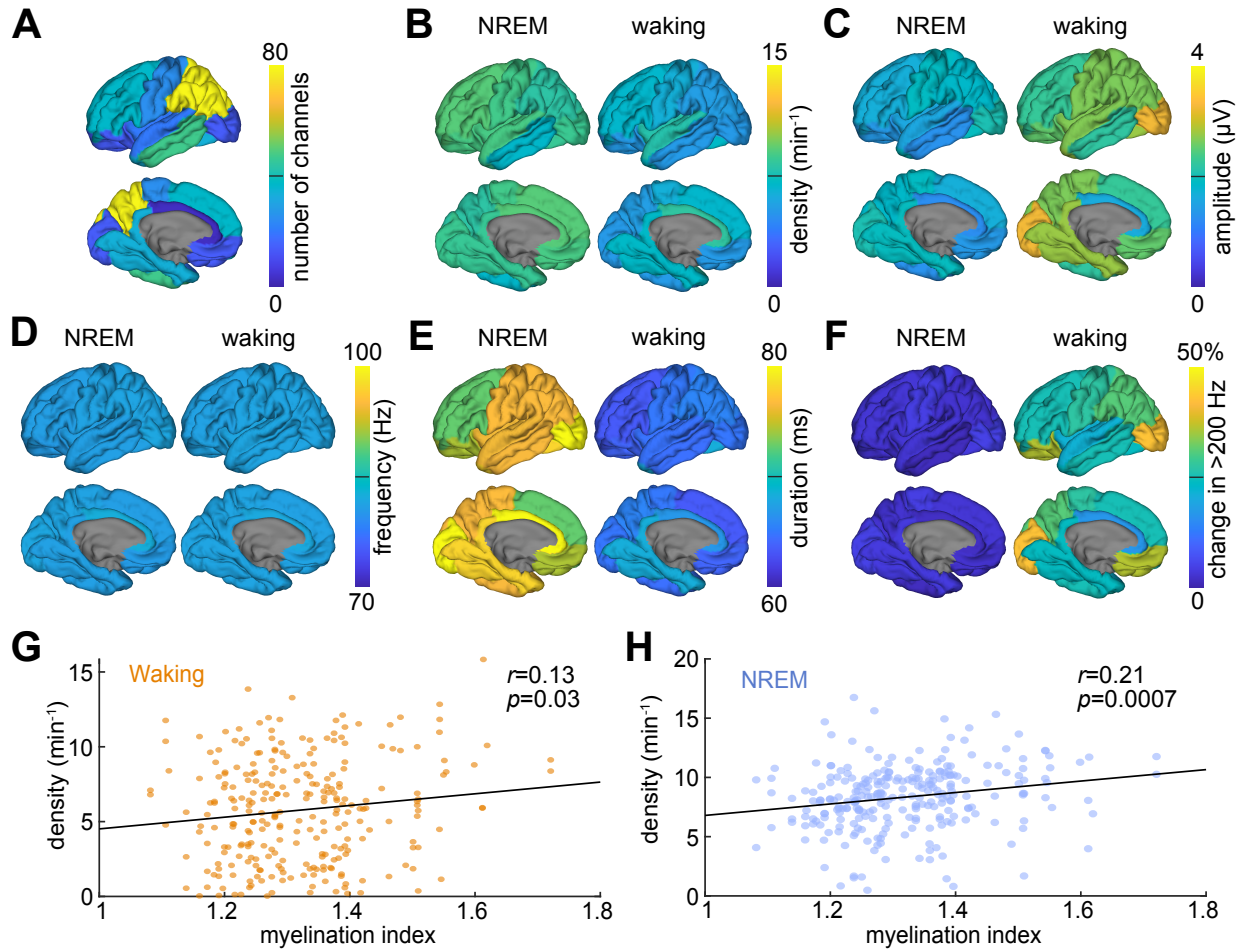 A
80
number of channels
0
B
NREM
waking
15
density (min⁻¹)
0
C
NREM
waking
4
amplitude (µV)
0
D
NREM
waking
100
frequency (Hz)
70
E
NREM
waking
80
duration (ms)
60
F
NREM
waking
50%
change in >200 Hz
0
G
Waking
r=0.13
p=0.03
density (min⁻¹)
15
10
5
0
1
1.2
1.4
1.6
1.8
myelination index
H
NREM
r=0.21
p=0.0007
density (min⁻¹)
20
15
10
5
0
1
1.2
1.4
1.6
1.8
myelination index